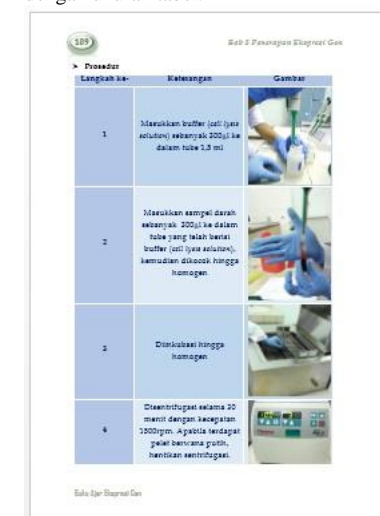 189
Bab 5 Penerapan Ekspresi Gen
➤ Prosedur
Langkah ke-
Keterangan
Gambar
1
Masukkan buffer (cell lysis
solution) sebanyak 300µl ke
dalam tube 1,5 ml
2
Masukkan sampel darah
sebanyak 300µl ke dalam
tube yang telah berisi
buffer (cell lysis solution),
kemudian dikocok hingga
homogen.
3
Diinkubasi hingga
homogen
4
Disentrifugasi selama 20
menit dengan kecepatan
1500rpm. Apabila terdapat
pelet berwarna putih,
hentikan sentrifugasi.
Buku Ajar Ekspresi Gen